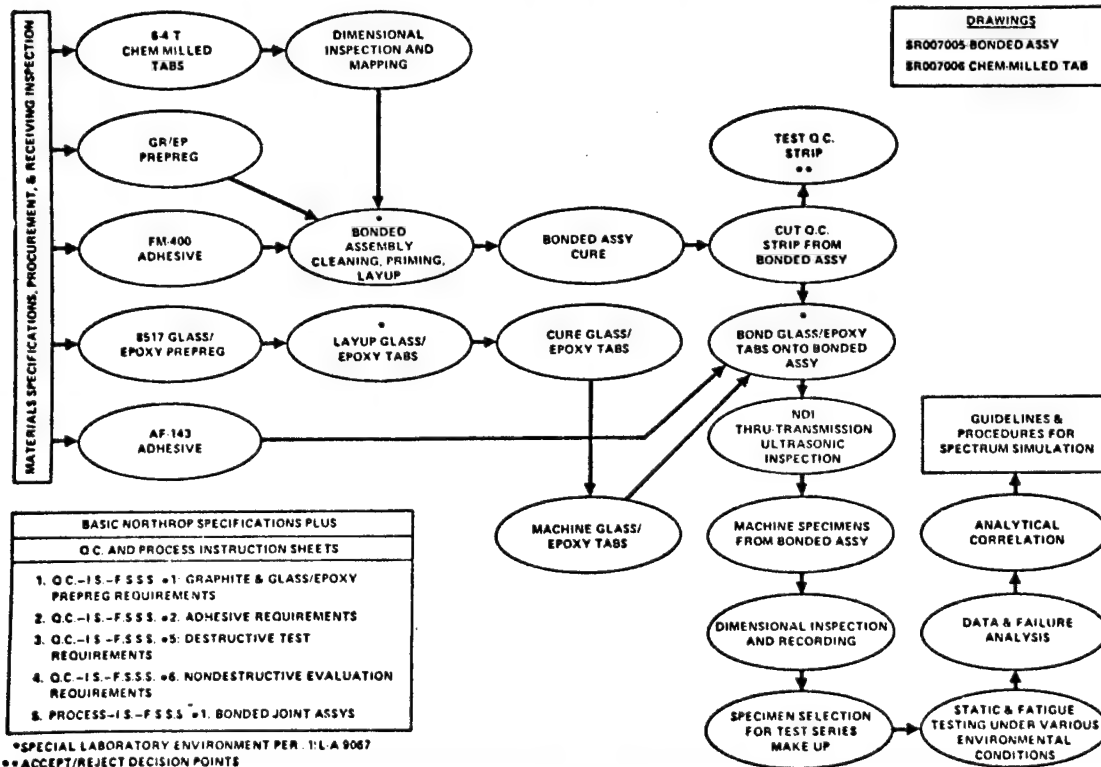 MATERIALS SPECIFICATIONS, PROCUREMENT, & RECEIVING INSPECTION
6-4 T
CHEM MILLED
TABS
DIMENSIONAL
INSPECTION AND
MAPPING
DRAWINGS
SR007005 BONDED ASSY
SR007006 CHEM-MILLED TAB
GR/EP
PREPREG
TEST Q.C.
STRIP
**
FM-400
ADHESIVE
*
BONDED
ASSEMBLY
CLEANING, PRIMING,
LAYUP
BONDED ASSY
CURE
CUT Q.C.
STRIP FROM
BONDED ASSY
8517 GLASS/
EPOXY PREPREG
*
LAYUP GLASS/
EPOXY TABS
CURE GLASS/
EPOXY TABS
*
BOND GLASS/EPOXY
TABS ONTO BONDED
ASSY
AF-143
ADHESIVE
NDI
THRU-TRANSMISSION
ULTRASONIC
INSPECTION
GUIDELINES &
PROCEDURES FOR
SPECTRUM SIMULATION
MACHINE GLASS/
EPOXY TABS
MACHINE SPECIMENS
FROM BONDED ASSY
ANALYTICAL
CORRELATION
DIMENSIONAL INSPECTION
AND RECORDING
DATA & FAILURE
ANALYSIS
SPECIMEN SELECTION
FOR TEST SERIES
MAKE UP
STATIC & FATIGUE
TESTING UNDER VARIOUS
ENVIRONMENTAL
CONDITIONS
BASIC NORTHROP SPECIFICATIONS PLUS
Q.C. AND PROCESS INSTRUCTION SHEETS
1. Q.C.-I.S.-F.S.S.S. #1: GRAPHITE & GLASS/EPOXY
PREPREG REQUIREMENTS
2. Q.C.-I.S.-F.S.S.S. #2: ADHESIVE REQUIREMENTS
3. Q.C.-I.S.-F.S.S.S. #5: DESTRUCTIVE TEST
REQUIREMENTS
4. Q.C.-I.S.-F.S.S.S. #6: NONDESTRUCTIVE EVALUATION
REQUIREMENTS
5. PROCESS-I.S.-F.S.S.S. #1: BONDED JOINT ASSYS
*SPECIAL LABORATORY ENVIRONMENT PER
**ACCEPT/REJECT DECISION POINTS